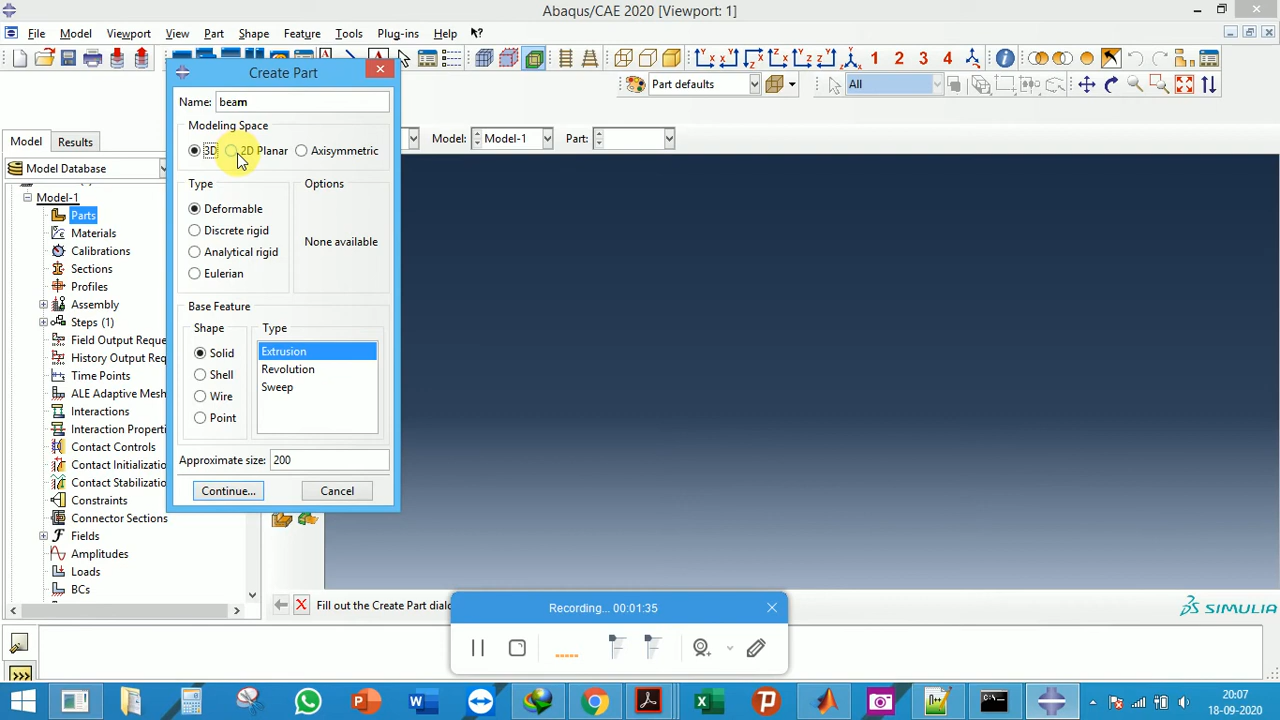 Abaqus/CAE 2020 [Viewport: 1]
File Model Viewport View Part Shape Feature Tools Plug-ins Help
1 2 3 4
Part defaults
All
Create Part
Name: beam
Modeling Space
3D 2D Planar Axisymmetric
Type
Deformable
Discrete rigid
Analytical rigid
Eulerian
Options
None available
Base Feature
Shape
Solid
Shell
Wire
Point
Type
Extrusion
Revolution
Sweep
Approximate size: 200
Continue... Cancel
Model: Model-1 Part:
Model Results
Model Database
Model-1
Parts
Materials
Calibrations
Sections
Profiles
Assembly
Steps (1)
Field Output Reque
History Output Req
Time Points
ALE Adaptive Mesh
Interactions
Interaction Properti
Contact Controls
Contact Initializatio
Contact Stabilizatio
Constraints
Connector Sections
Fields
Amplitudes
Loads
BCs
Fill out the Create Part dialo
SIMULIA
Recording... 00:01:35
>>>
20:07
18-09-2020